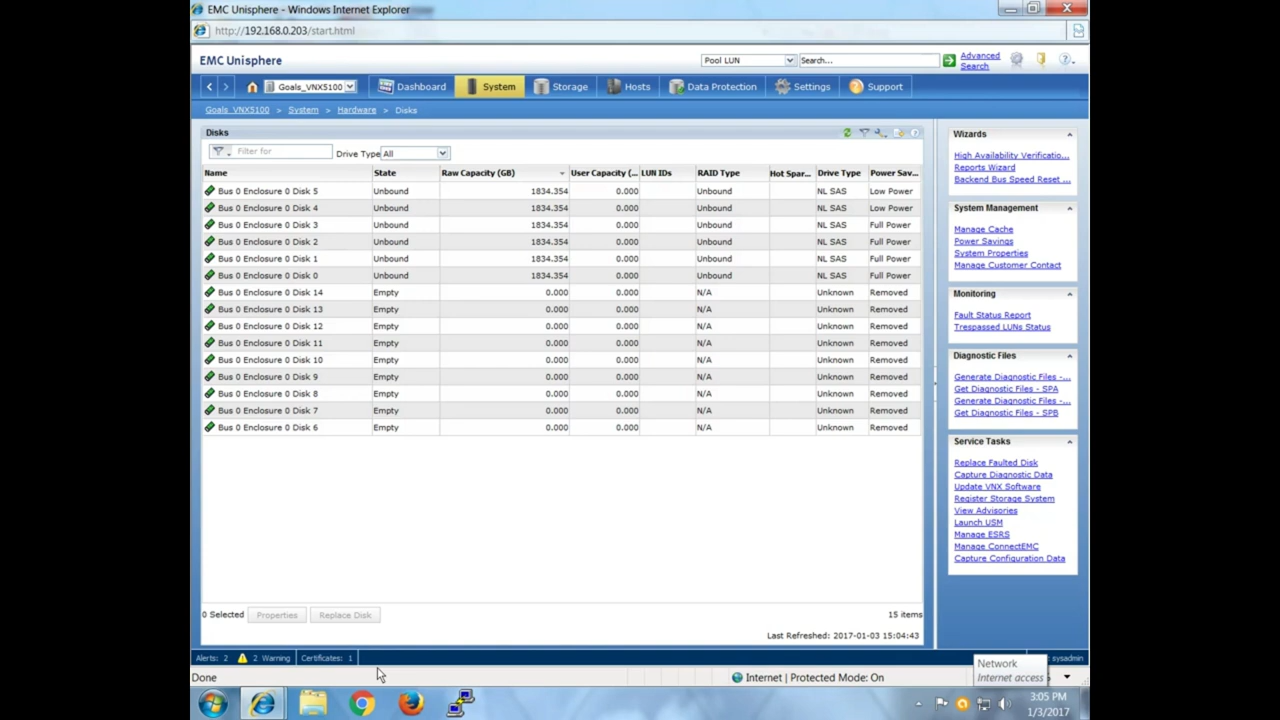 EMC Unisphere - Windows Internet Explorer
http://192.168.0.203/start.html
EMC Unisphere
Pool LUN
Search...
Advanced
Search
Goals_VNX5100
Dashboard System Storage Hosts Data Protection Settings Support
Goals_VNX5100 > System > Hardware > Disks
Disks
Filter for
Drive Type All
Name State Raw Capacity (GB) User Capacity (... LUN IDs RAID Type Hot Spar... Drive Type Power Sav...
Bus 0 Enclosure 0 Disk 5 Unbound 1834.354 0.000 Unbound NL SAS Low Power
Bus 0 Enclosure 0 Disk 4 Unbound 1834.354 0.000 Unbound NL SAS Low Power
Bus 0 Enclosure 0 Disk 3 Unbound 1834.354 0.000 Unbound NL SAS Full Power
Bus 0 Enclosure 0 Disk 2 Unbound 1834.354 0.000 Unbound NL SAS Full Power
Bus 0 Enclosure 0 Disk 1 Unbound 1834.354 0.000 Unbound NL SAS Full Power
Bus 0 Enclosure 0 Disk 0 Unbound 1834.354 0.000 Unbound NL SAS Full Power
Bus 0 Enclosure 0 Disk 14 Empty 0.000 0.000 N/A Unknown Removed
Bus 0 Enclosure 0 Disk 13 Empty 0.000 0.000 N/A Unknown Removed
Bus 0 Enclosure 0 Disk 12 Empty 0.000 0.000 N/A Unknown Removed
Bus 0 Enclosure 0 Disk 11 Empty 0.000 0.000 N/A Unknown Removed
Bus 0 Enclosure 0 Disk 10 Empty 0.000 0.000 N/A Unknown Removed
Bus 0 Enclosure 0 Disk 9 Empty 0.000 0.000 N/A Unknown Removed
Bus 0 Enclosure 0 Disk 8 Empty 0.000 0.000 N/A Unknown Removed
Bus 0 Enclosure 0 Disk 7 Empty 0.000 0.000 N/A Unknown Removed
Bus 0 Enclosure 0 Disk 6 Empty 0.000 0.000 N/A Unknown Removed
0 Selected Properties Replace Disk 15 items
Last Refreshed: 2017-01-03 15:04:43
Wizards
High Availability Verificatio...
Reports Wizard
Backend Bus Speed Reset ...
System Management
Manage Cache
Power Savings
System Properties
Manage Customer Contact
Monitoring
Fault Status Report
Trespassed LUNs Status
Diagnostic Files
Generate Diagnostic Files -...
Get Diagnostic Files - SPA
Generate Diagnostic Files -...
Get Diagnostic Files - SPB
Service Tasks
Replace Faulted Disk
Capture Diagnostic Data
Update VNX Software
Register Storage System
View Advisories
Launch USM
Manage ESRS
Manage ConnectEMC
Capture Configuration Data
Alerts: 2 2 Warning Certificates: 1 sysadmin
Done Internet | Protected Mode: On
Network
Internet access
3:05 PM
1/3/2017